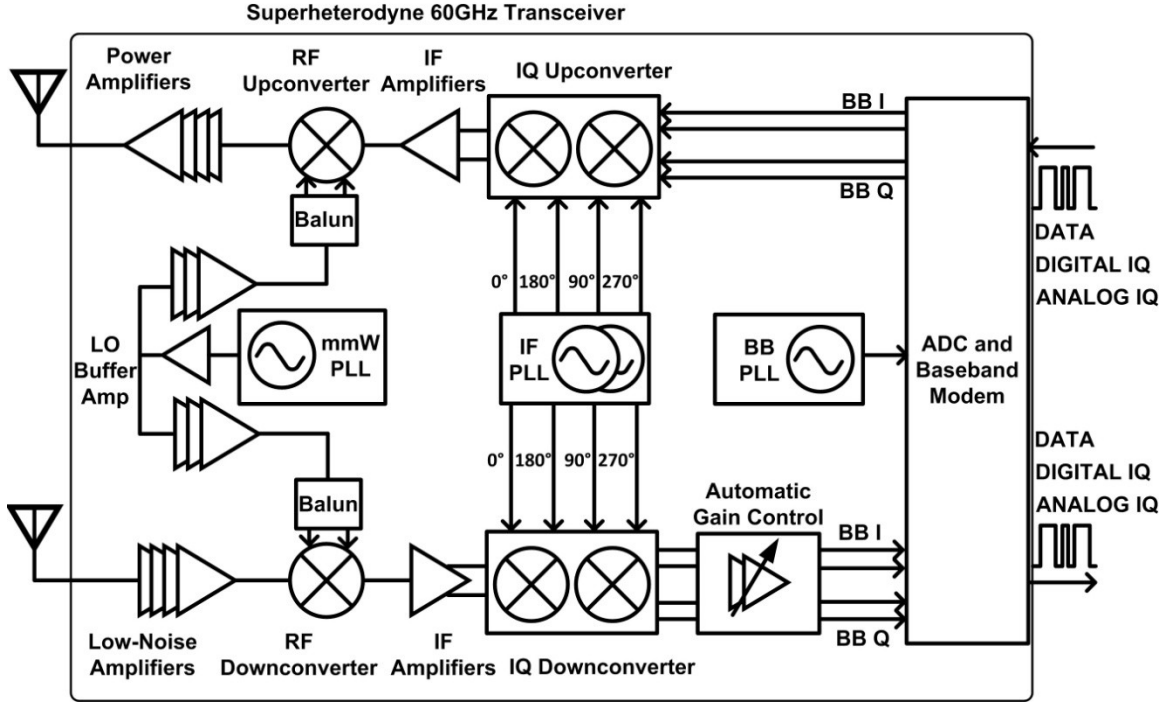 Superheterodyne 60GHz Transceiver
Power
Amplifiers
RF
Upconverter
IF
Amplifiers
IQ Upconverter
BB I
BB Q
Balun
DATA
DIGITAL IQ
ANALOG IQ
0° 180° 90° 270°
LO
Buffer
Amp
mmW
PLL
IF
PLL
BB
PLL
ADC and
Baseband
Modem
0° 180° 90° 270°
DATA
DIGITAL IQ
ANALOG IQ
Balun
Automatic
Gain Control
BB I
BB Q
Low-Noise
Amplifiers
RF
Downconverter
IF
Amplifiers
IQ Downconverter